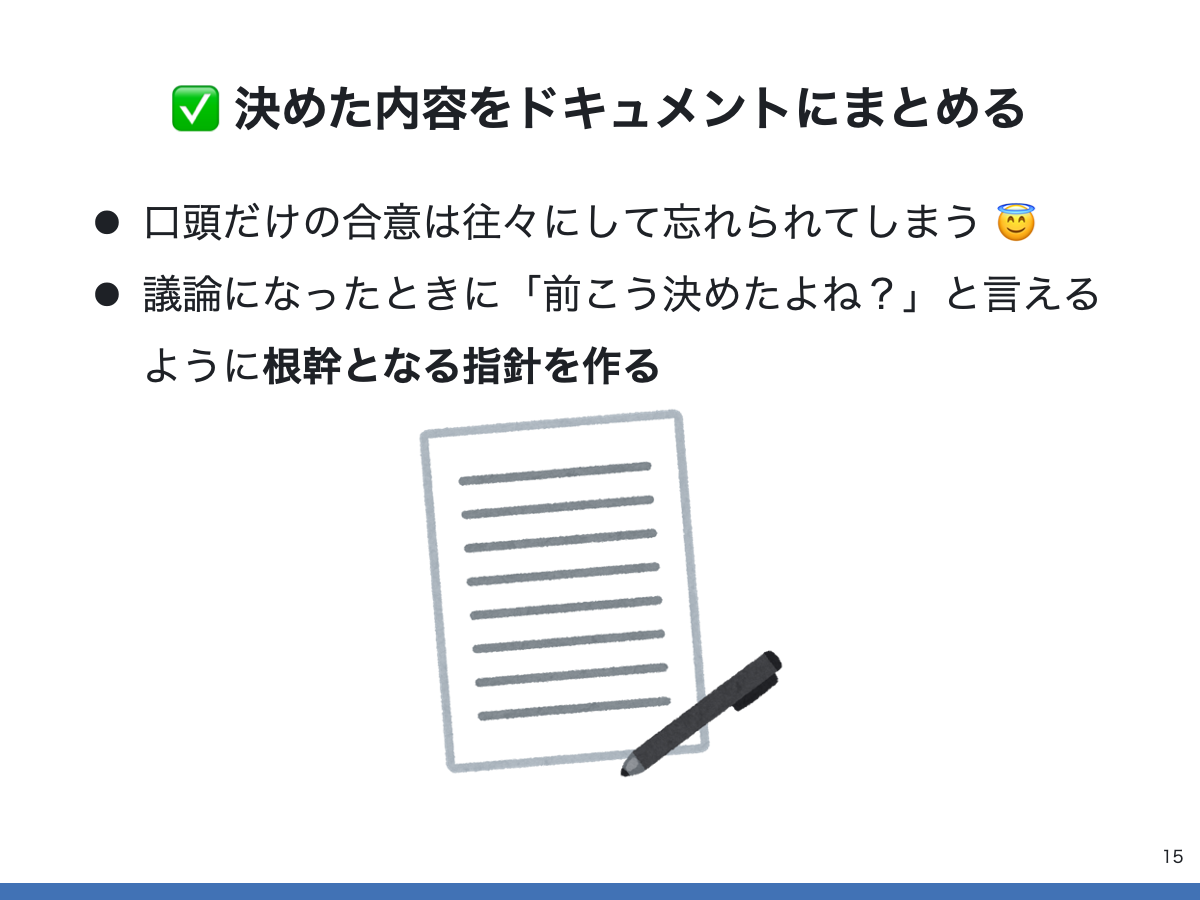 ✅ 決めた内容をドキュメントにまとめる
● 口頭だけの合意は往々にして忘れられてしまう 😇
● 議論になったときに「前こう決めたよね？」と言える
ように根幹となる指針を作る
15